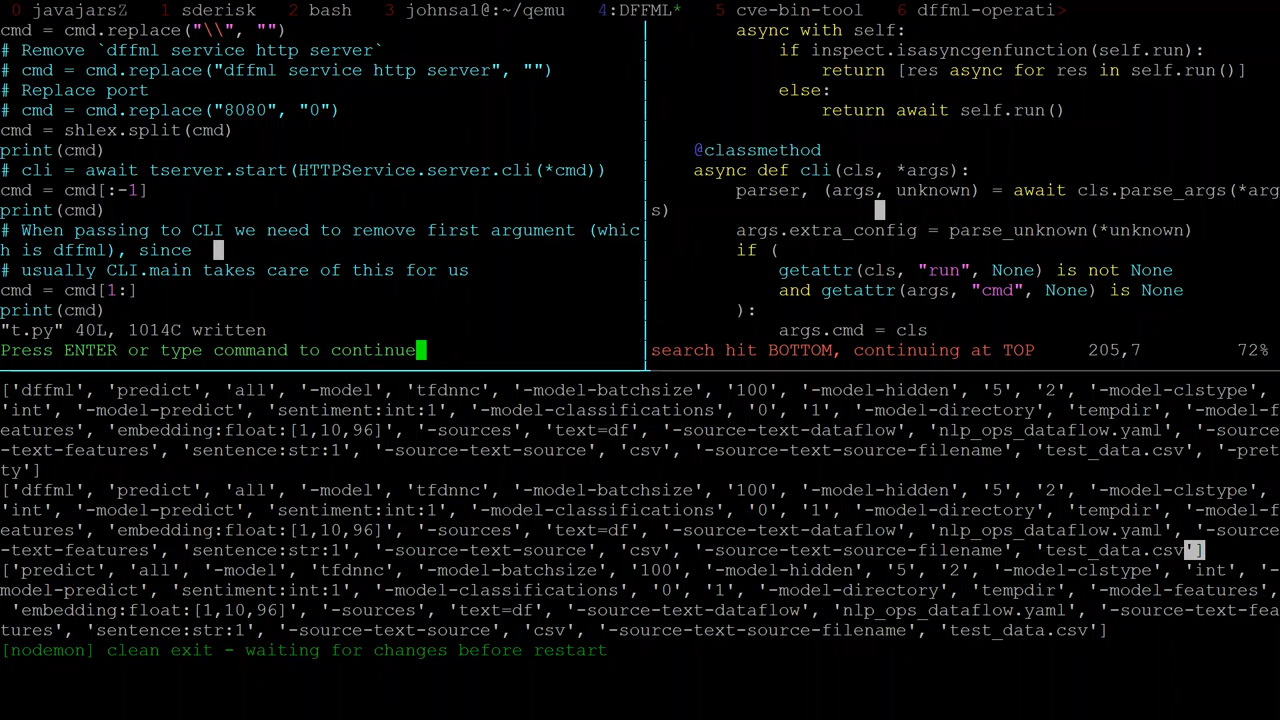 0 javajarsZ  1 sderisk  2 bash  3 johnsa1@:~/qemu  4:DFFML*  5 cve-bin-tool  6 dffml-operati>
cmd = cmd.replace("\\", "")
# Remove `dffml service http server`
# cmd = cmd.replace("dffml service http server", "")
# Replace port
# cmd = cmd.replace("8080", "0")
cmd = shlex.split(cmd)
print(cmd)
# cli = await tserver.start(HTTPService.server.cli(*cmd))
cmd = cmd[:-1]
print(cmd)
# When passing to CLI we need to remove first argument (whic
h is dffml), since
# usually CLI.main takes care of this for us
cmd = cmd[1:]
print(cmd)
"t.py" 40L, 1014C written
Press ENTER or type command to continue
async with self:
if inspect.isasyncgenfunction(self.run):
return [res async for res in self.run()]
else:
return await self.run()
@classmethod
async def cli(cls, *args):
parser, (args, unknown) = await cls.parse_args(*arg
s)
args.extra_config = parse_unknown(*unknown)
if (
getattr(cls, "run", None) is not None
and getattr(args, "cmd", None) is None
):
args.cmd = cls
search hit BOTTOM, continuing at TOP 205,7 72%
['dffml', 'predict', 'all', '-model', 'tfdnnc', '-model-batchsize', '100', '-model-hidden', '5', '2', '-model-clstype',
'int', '-model-predict', 'sentiment:int:1', '-model-classifications', '0', '1', '-model-directory', 'tempdir', '-model-f
eatures', 'embedding:float:[1,10,96]', '-sources', 'text=df', '-source-text-dataflow', 'nlp_ops_dataflow.yaml', '-source
-text-features', 'sentence:str:1', '-source-text-source', 'csv', '-source-text-source-filename', 'test_data.csv', '-pret
ty']
['dffml', 'predict', 'all', '-model', 'tfdnnc', '-model-batchsize', '100', '-model-hidden', '5', '2', '-model-clstype',
'int', '-model-predict', 'sentiment:int:1', '-model-classifications', '0', '1', '-model-directory', 'tempdir', '-model-f
eatures', 'embedding:float:[1,10,96]', '-sources', 'text=df', '-source-text-dataflow', 'nlp_ops_dataflow.yaml', '-source
-text-features', 'sentence:str:1', '-source-text-source', 'csv', '-source-text-source-filename', 'test_data.csv']
['predict', 'all', '-model', 'tfdnnc', '-model-batchsize', '100', '-model-hidden', '5', '2', '-model-clstype', 'int', '-
model-predict', 'sentiment:int:1', '-model-classifications', '0', '1', '-model-directory', 'tempdir', '-model-features',
'embedding:float:[1,10,96]', '-sources', 'text=df', '-source-text-dataflow', 'nlp_ops_dataflow.yaml', '-source-text-fea
tures', 'sentence:str:1', '-source-text-source', 'csv', '-source-text-source-filename', 'test_data.csv']
[nodemon] clean exit - waiting for changes before restart